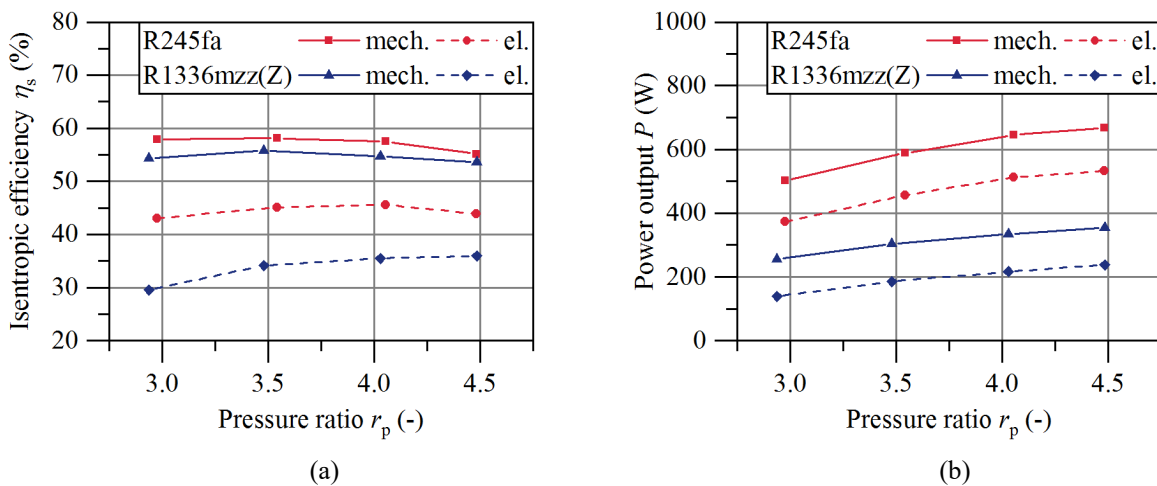 R245fa mech. el.
R1336mzz(Z) mech. el.
80
70
60
50
40
30
20
Isentropic efficiency ηs (%)
3.0 3.5 4.0 4.5
Pressure ratio rp (-)
(a)
R245fa mech. el.
R1336mzz(Z) mech. el.
1000
800
600
400
200
0
Power output P (W)
3.0 3.5 4.0 4.5
Pressure ratio rp (-)
(b)